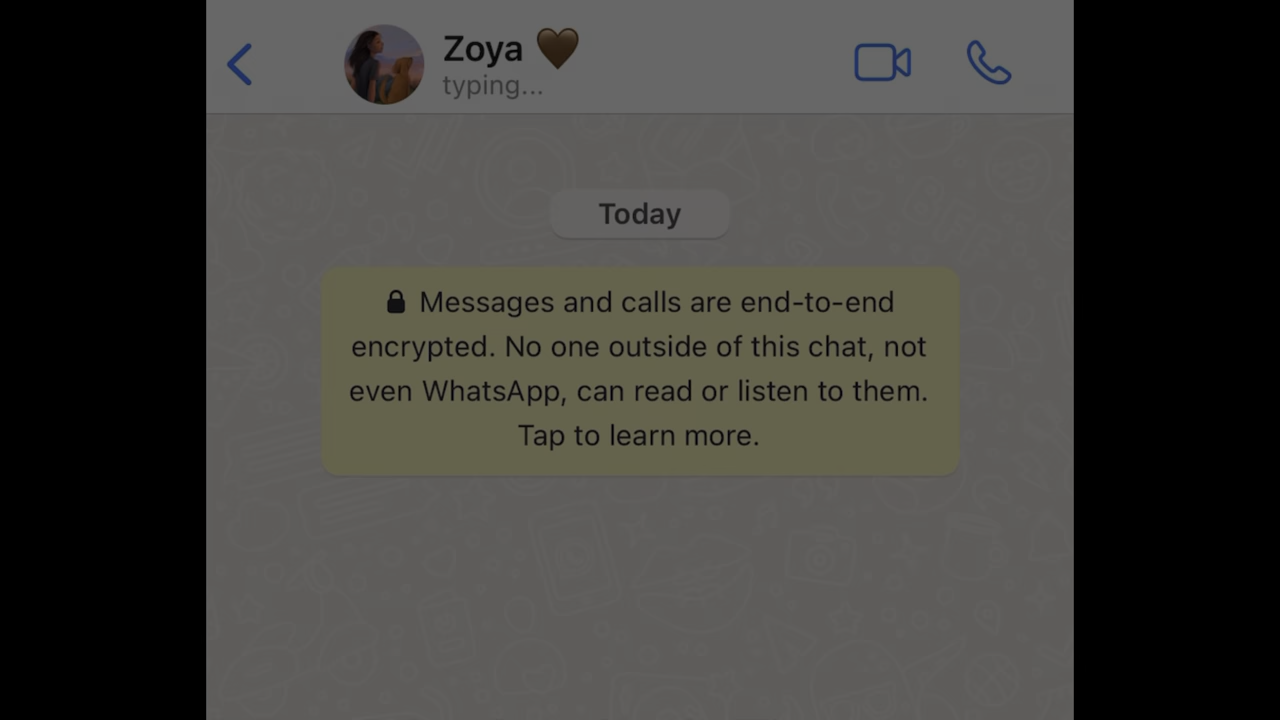 Zoya 🤎
typing...
Today
🔒 Messages and calls are end-to-end
encrypted. No one outside of this chat, not
even WhatsApp, can read or listen to them.
Tap to learn more.